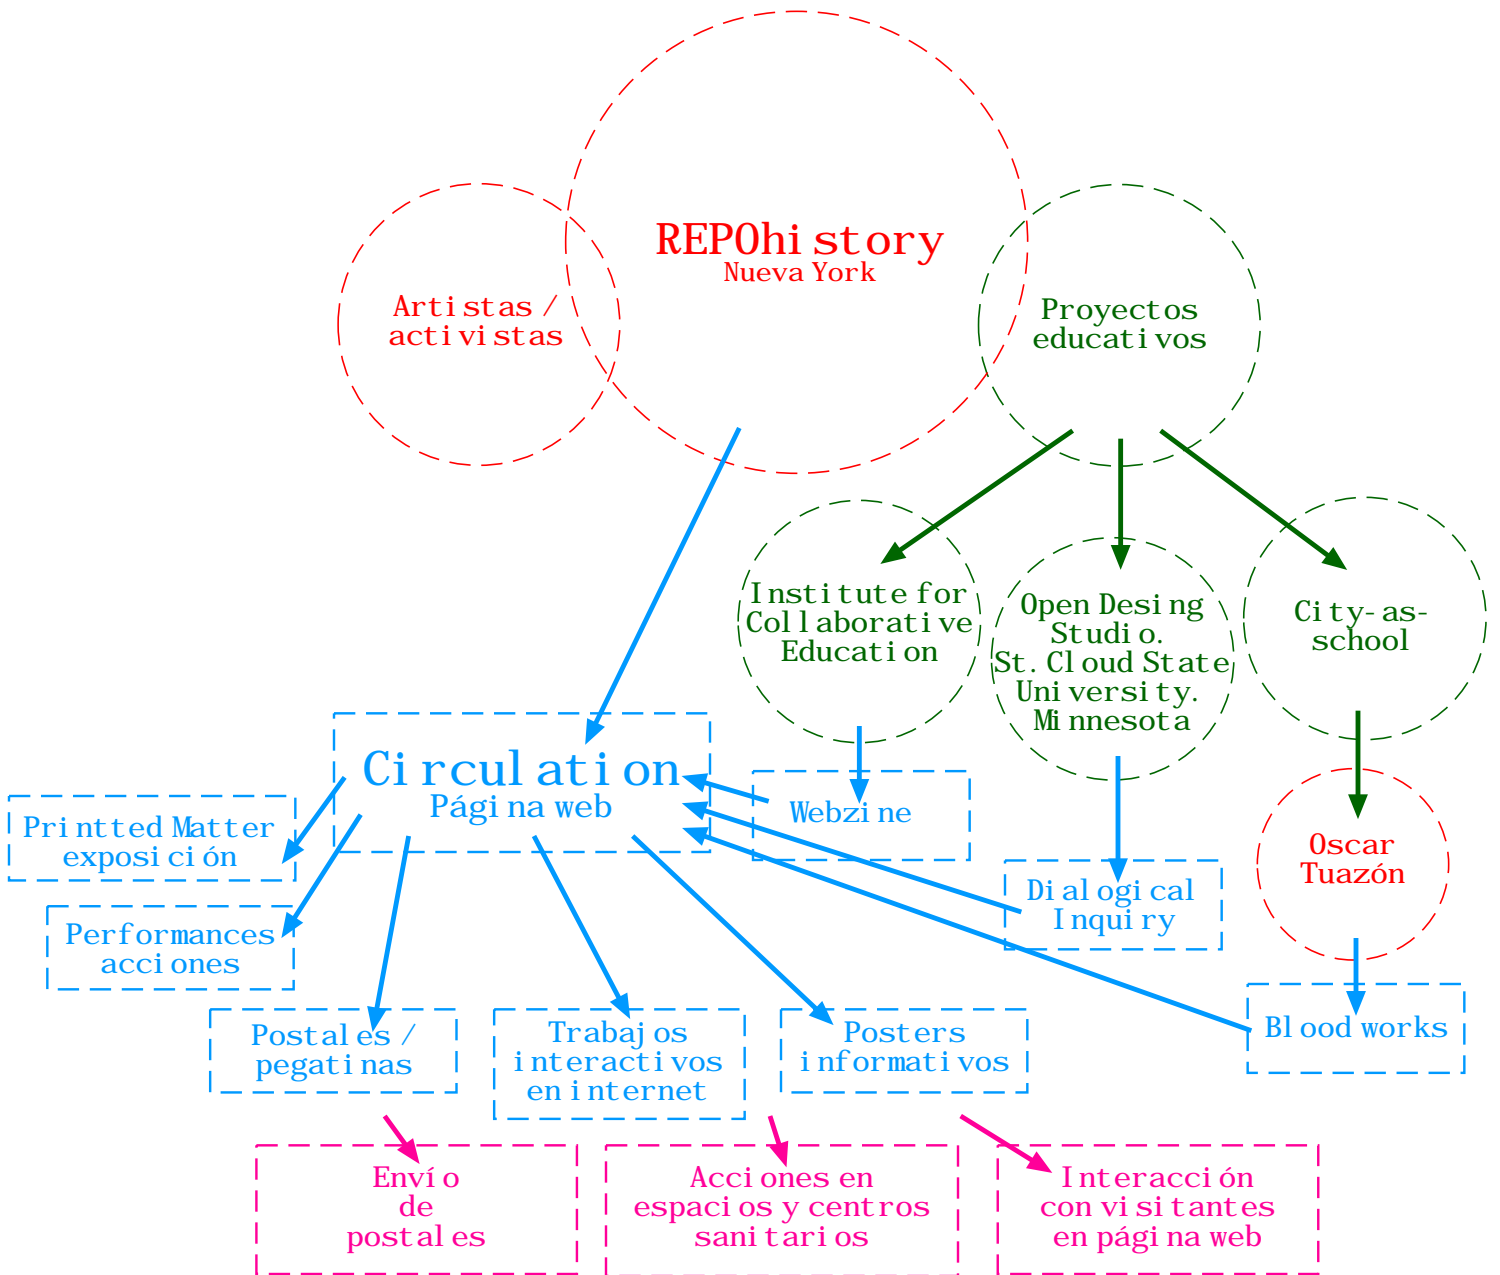 REPOhistory
Nueva York
Artistas /
activistas
Proyectos
educativos
Institute for
Collaborative
Education
Open Desing
Studio.
St. Cloud State
University.
Minnesota
City-as-
school
Circulation
Página web
Webzine
Printted Matter
exposición
Oscar
Tuazón
Dialogical
Inquiry
Performances
acciones
Postales /
pegatinas
Trabajos
interactivos
en internet
Posters
informativos
Blood works
Envío
de
postales
Acciones en
espacios y centros
sanitarios
Interacción
con visitantes
en página web